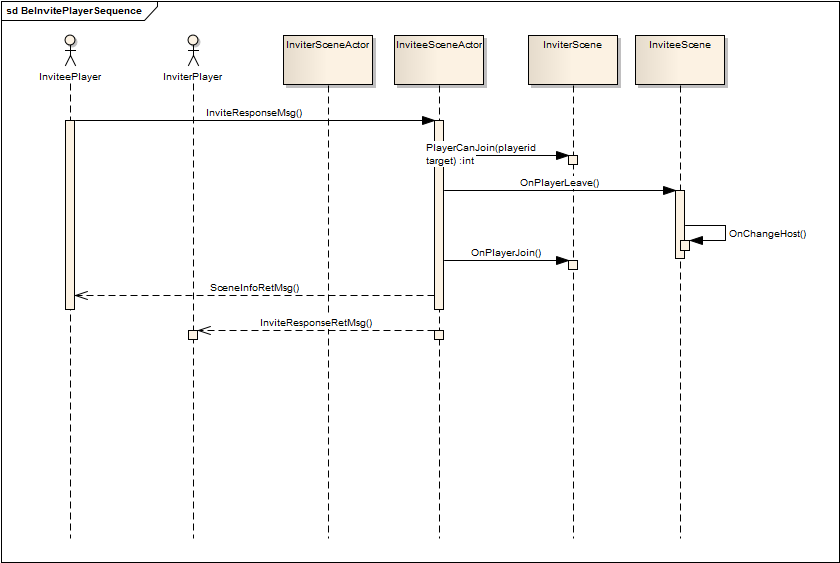 sd BeInvitePlayerSequence
InviteePlayer
InviterPlayer
InviterSceneActor
InviteeSceneActor
InviterScene
InviteeScene
InviteResponseMsg()
PlayerCanJoin(playerid
target) :int
OnPlayerLeave()
OnChangeHost()
OnPlayerJoin()
SceneInfoRetMsg()
InviteResponseRetMsg()